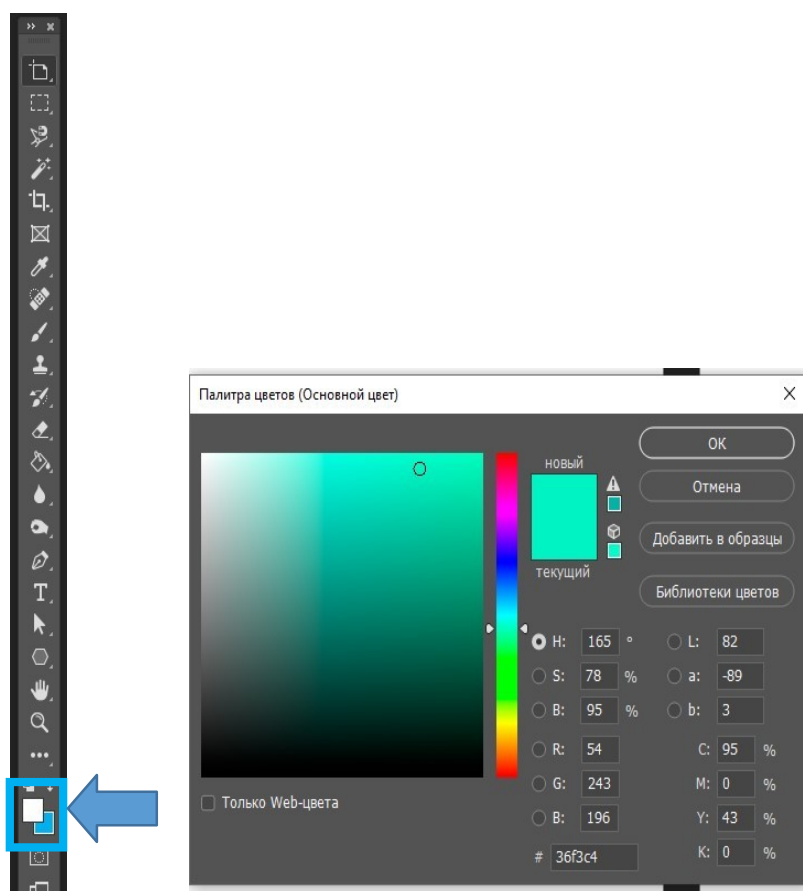 Палитра цветов (Основной цвет)
новый
текущий
ОК
Отмена
Добавить в образцы
Библиотеки цветов
H: 165 °
L: 82
S: 78 %
a: -89
B: 95 %
b: 3
R: 54
C: 95 %
G: 243
M: 0 %
B: 196
Y: 43 %
# 36f3c4
K: 0 %
Только Web-цвета